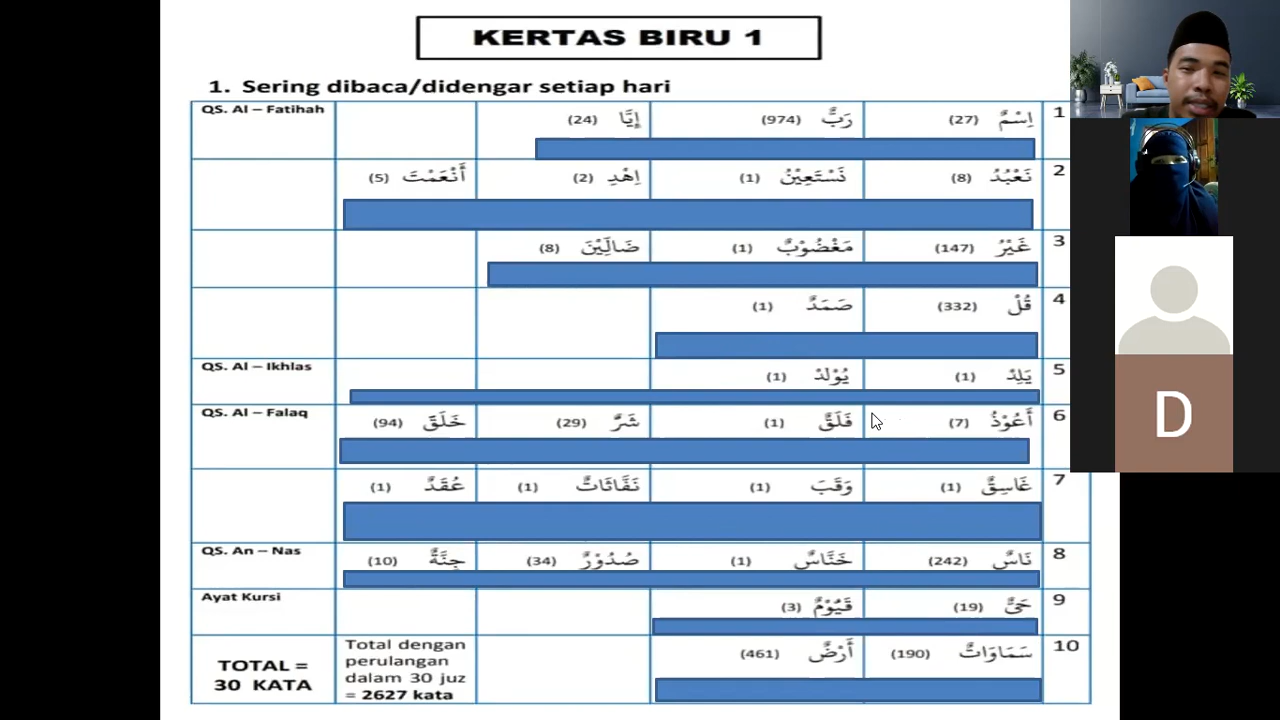 KERTAS BIRU 1
1. Sering dibaca/didengar setiap hari
QS. Al – Fatihah إِيَّا (24) رَبٌّ (974) اِسْمٌ (27) 1
أَنْعَمْتَ (5) اِهْدِ (2) نَسْتَعِيْنُ (1) نَعْبُدُ (8) 2
ضَالِّيْنَ (8) مَغْضُوْبٌ (1) غَيْرُ (147) 3
صَمَدٌ (1) قُلْ (332) 4
QS. Al – Ikhlas يُوْلَدْ (1) يَلِدْ (1) 5
QS. Al – Falaq خَلَقَ (94) شَرٌّ (29) فَلَقٌ (1) أَعُوْذُ (7) 6
عُقَدٌ (1) نَفَّاثَاتٌ (1) وَقَبَ (1) غَاسِقٌ (1) 7
QS. An – Nas جِنَّةٌ (10) صُدُوْرٌ (34) خَنَّاسٌ (1) نَاسٌ (242) 8
Ayat Kursi قَيُوْمٌ (3) حَيٌّ (19) 9
أَرْضٌ (461) سَمَاوَاتٌ (190) 10
TOTAL =
30 KATA
Total dengan
perulangan
dalam 30 juz
= 2627 kata
D